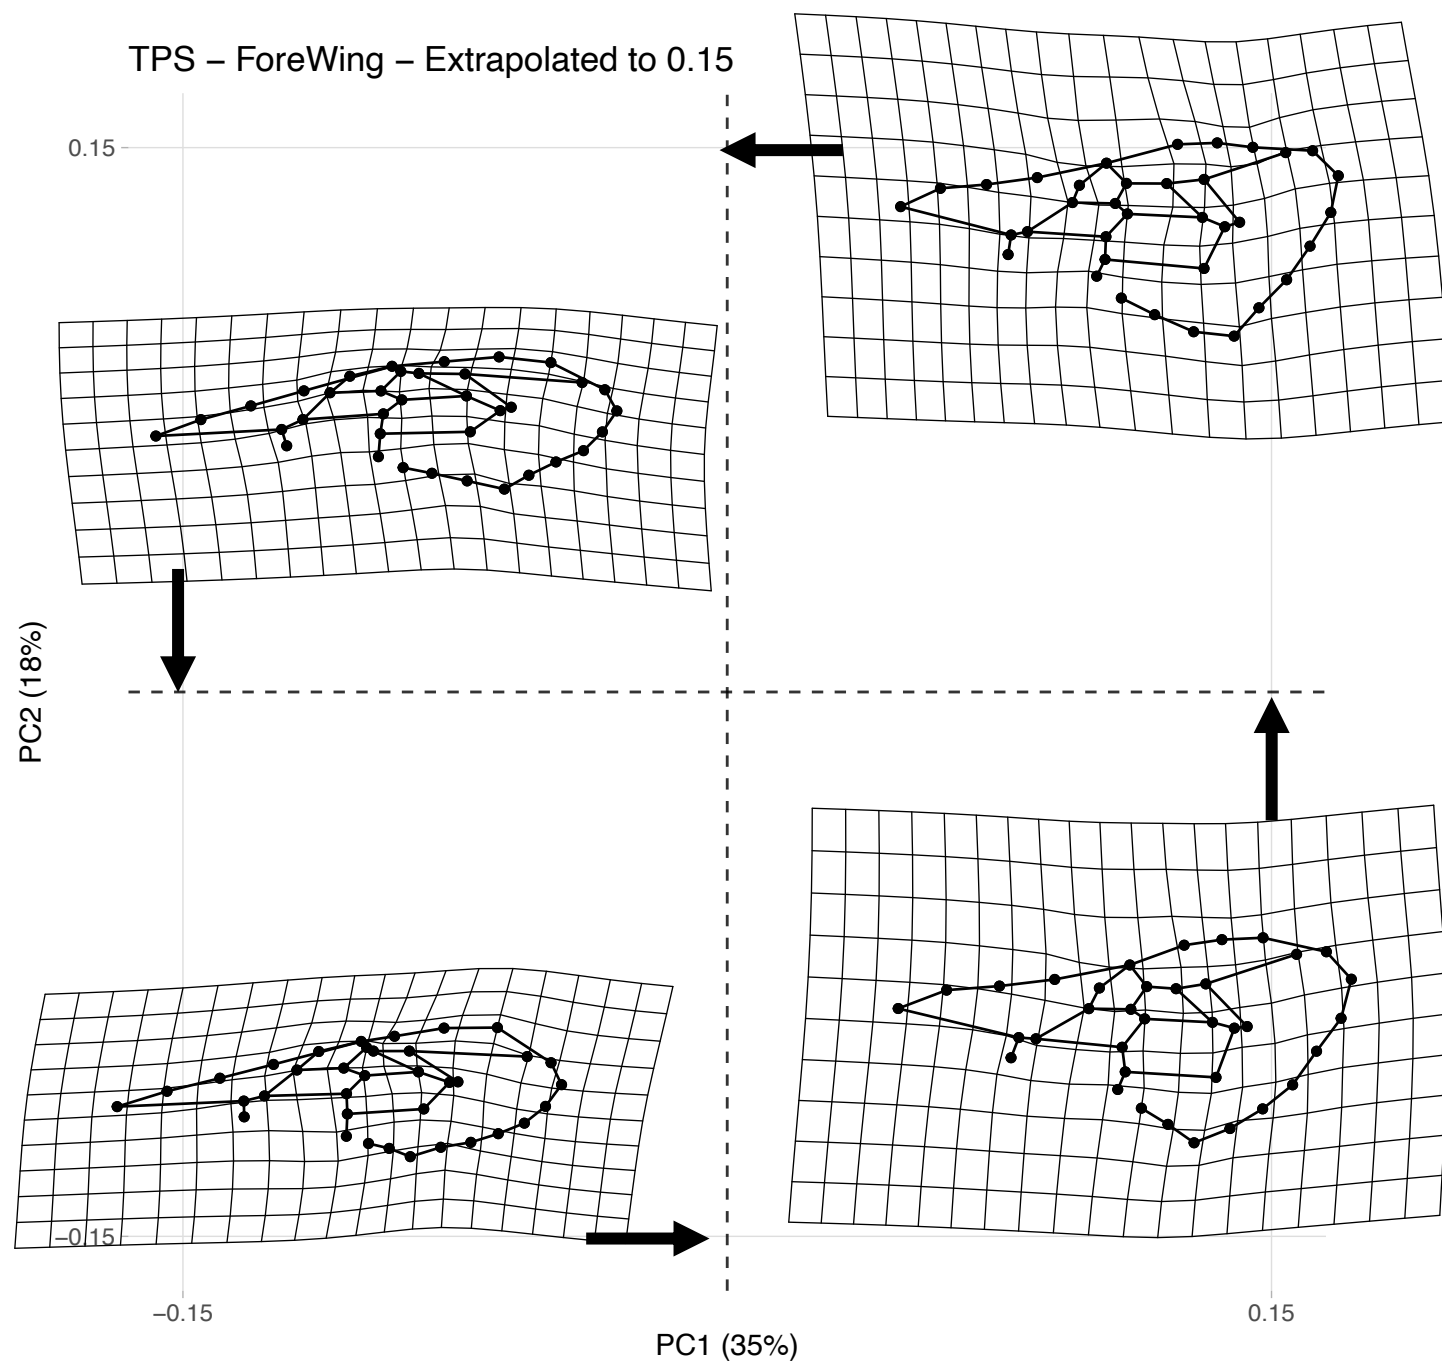 TPS – ForeWing – Extrapolated to 0.15
0.15
PC2 (18%)
−0.15
−0.15
0.15
PC1 (35%)